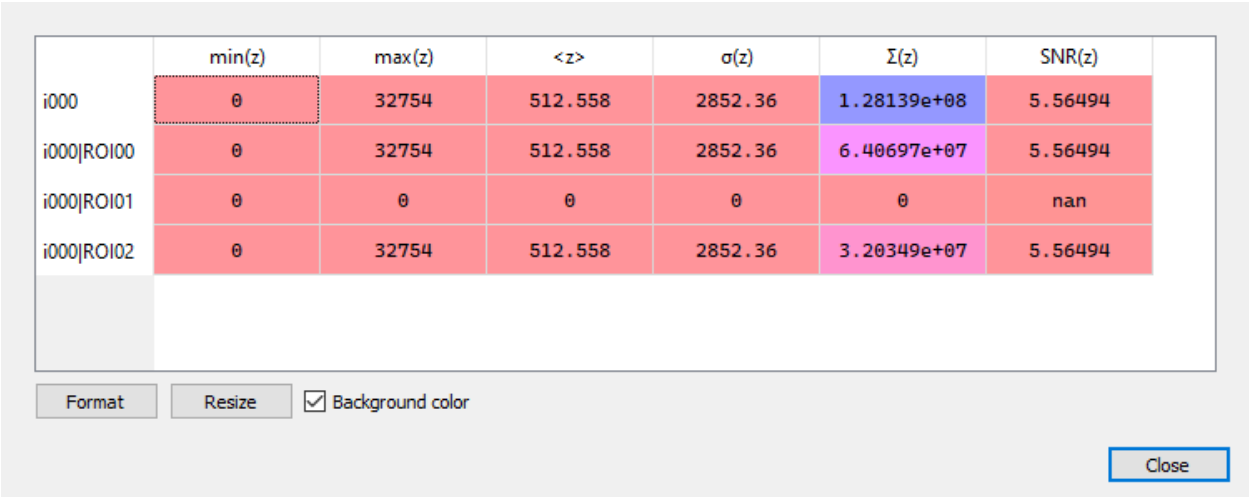 min(z) max(z) <z> σ(z) Σ(z) SNR(z)
i000 0 32754 512.558 2852.36 1.28139e+08 5.56494
i000|ROI00 0 32754 512.558 2852.36 6.40697e+07 5.56494
i000|ROI01 0 0 0 0 0 nan
i000|ROI02 0 32754 512.558 2852.36 3.20349e+07 5.56494
Format Resize Background color
Close